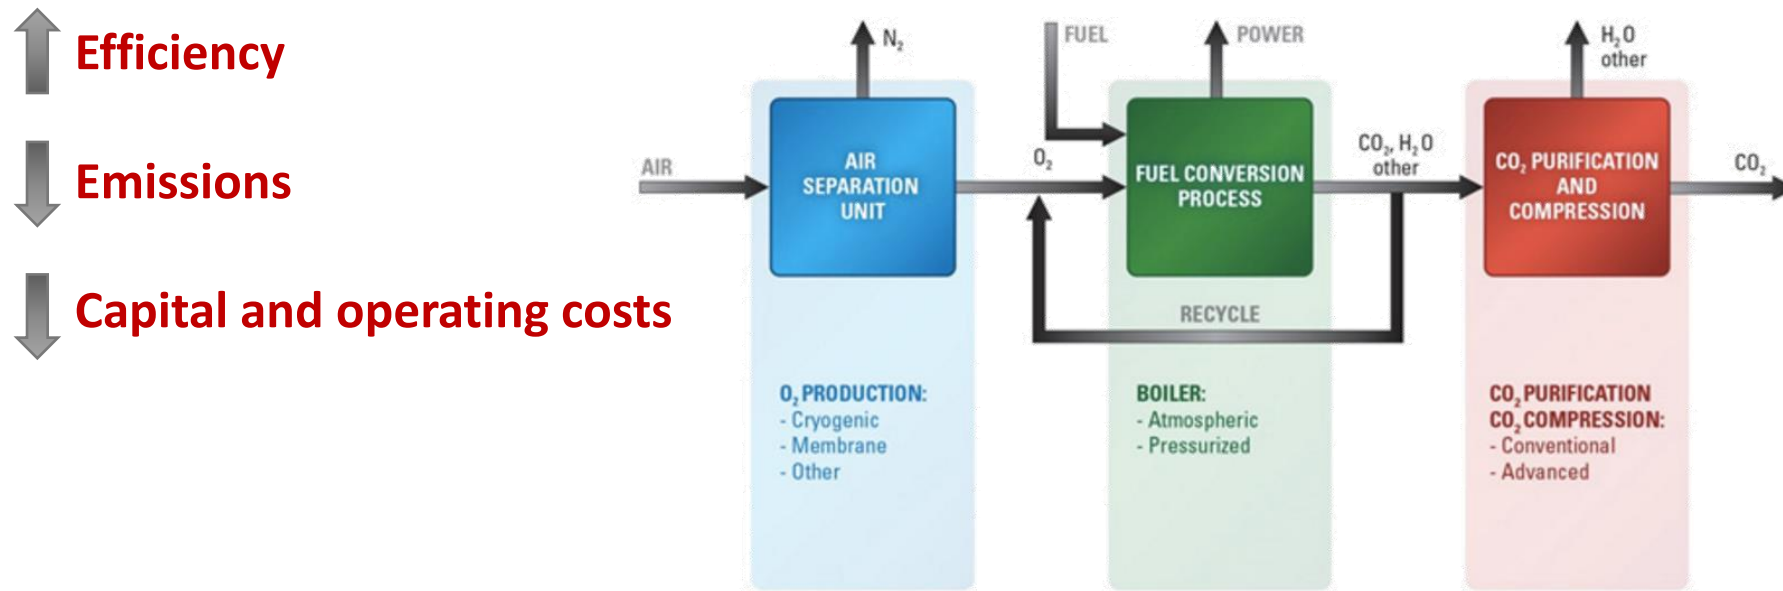 Efficiency
Emissions
Capital and operating costs
N₂
FUEL
POWER
H₂O
other
AIR
AIR
SEPARATION
UNIT
O₂
FUEL CONVERSION
PROCESS
CO₂, H₂O
other
CO₂ PURIFICATION
AND
COMPRESSION
CO₂
RECYCLE
O₂ PRODUCTION:
- Cryogenic
- Membrane
- Other
BOILER:
- Atmospheric
- Pressurized
CO₂ PURIFICATION
CO₂ COMPRESSION:
- Conventional
- Advanced